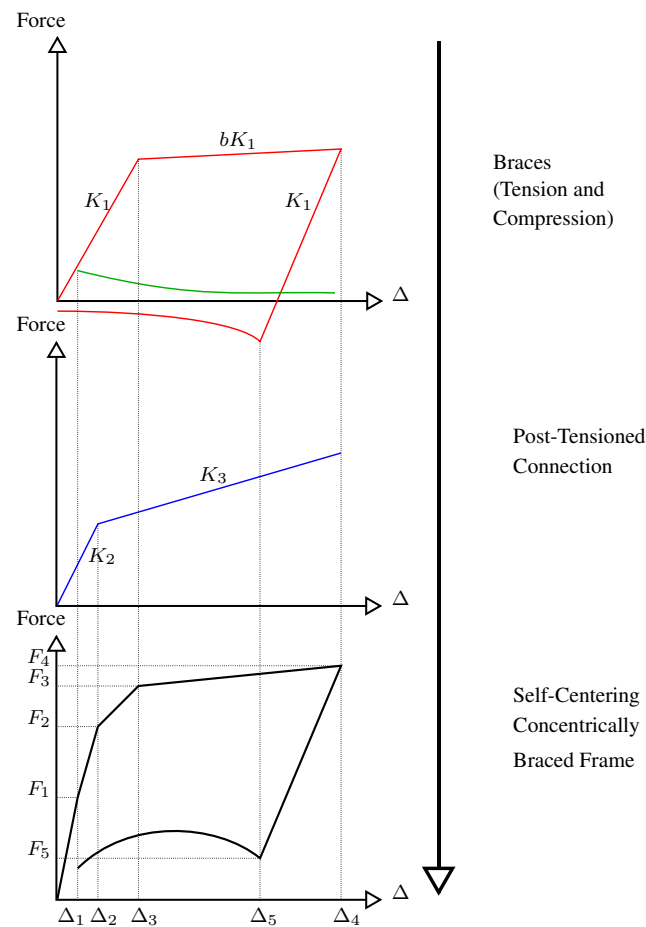 Force
bK₁
K₁
K₁
Braces
(Tension and
Compression)
Δ
Force
K₃
K₂
Post-Tensioned
Connection
Δ
Force
F₄
F₃
F₂
F₁
F₅
Self-Centering
Concentrically
Braced Frame
Δ
Δ₁ Δ₂ Δ₃ Δ₅ Δ₄